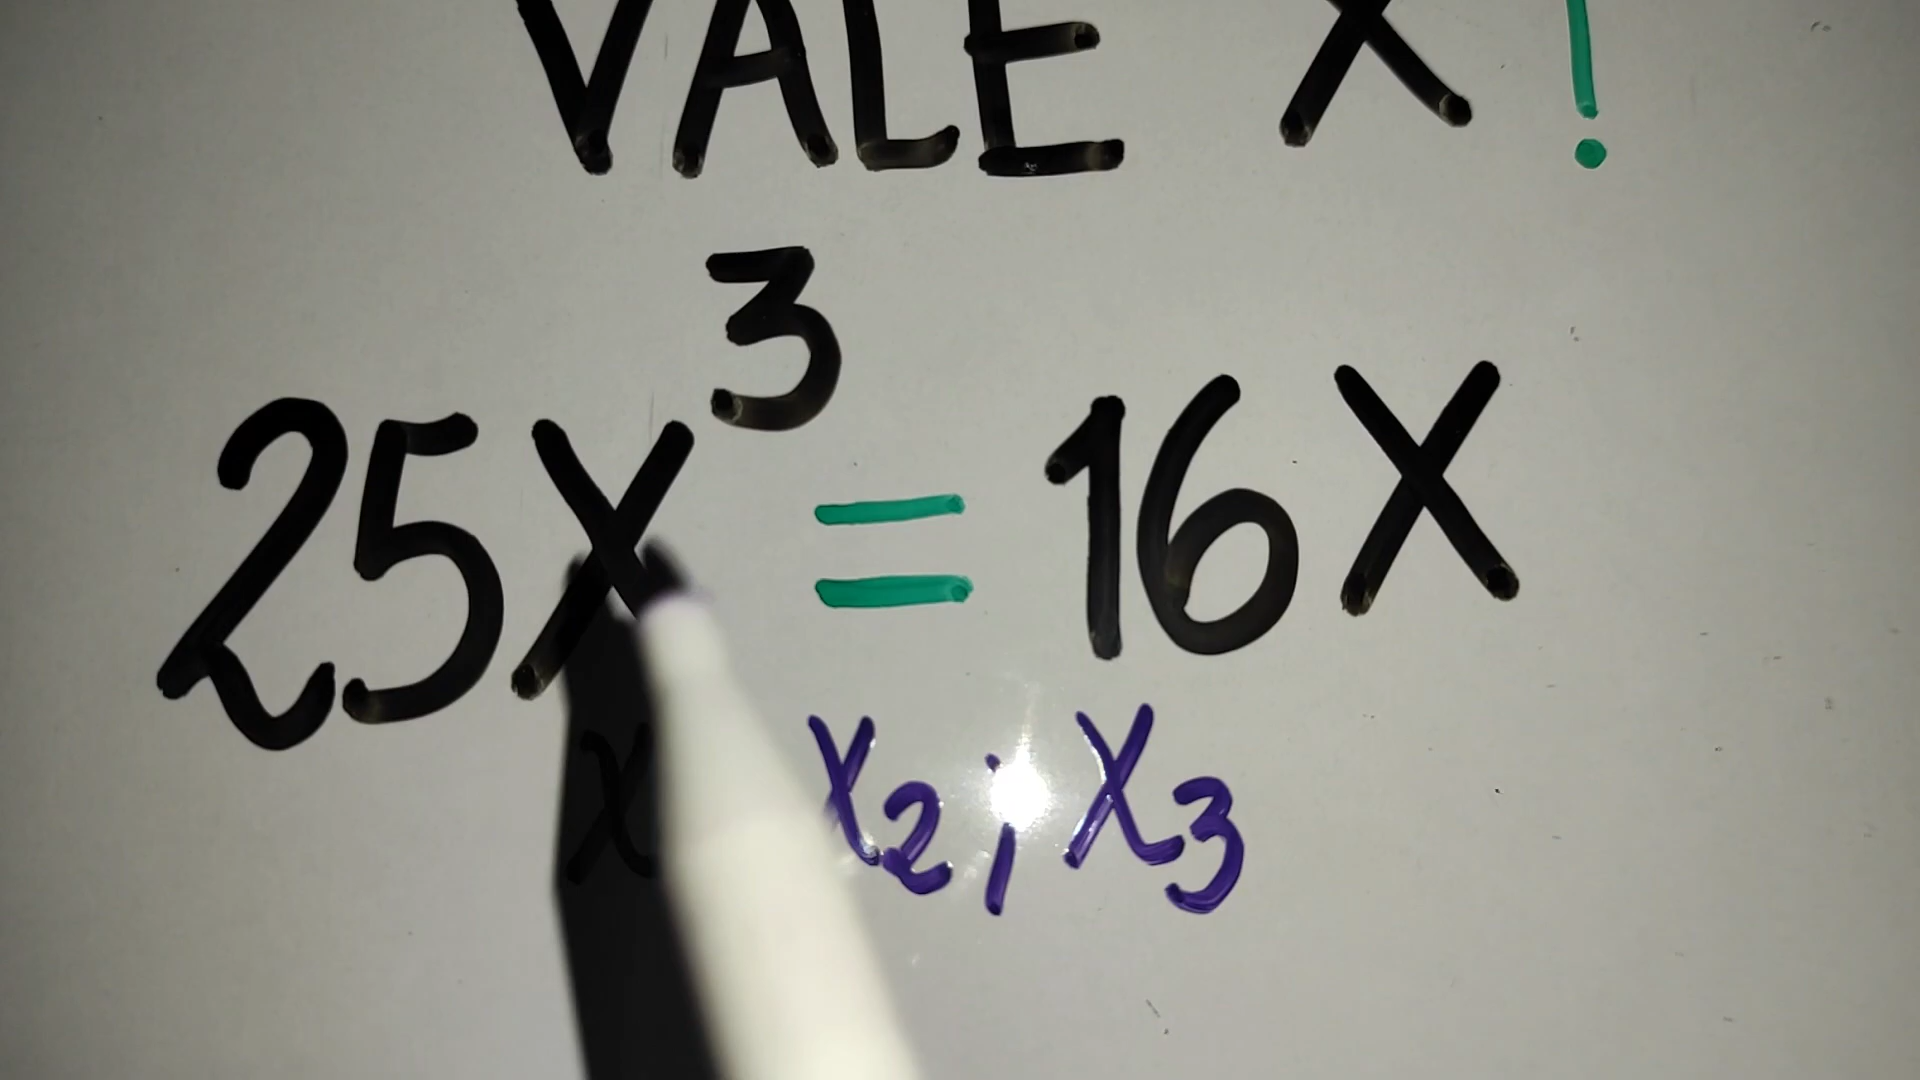 VALE X!
25X³ = 16X
X X₂; X₃